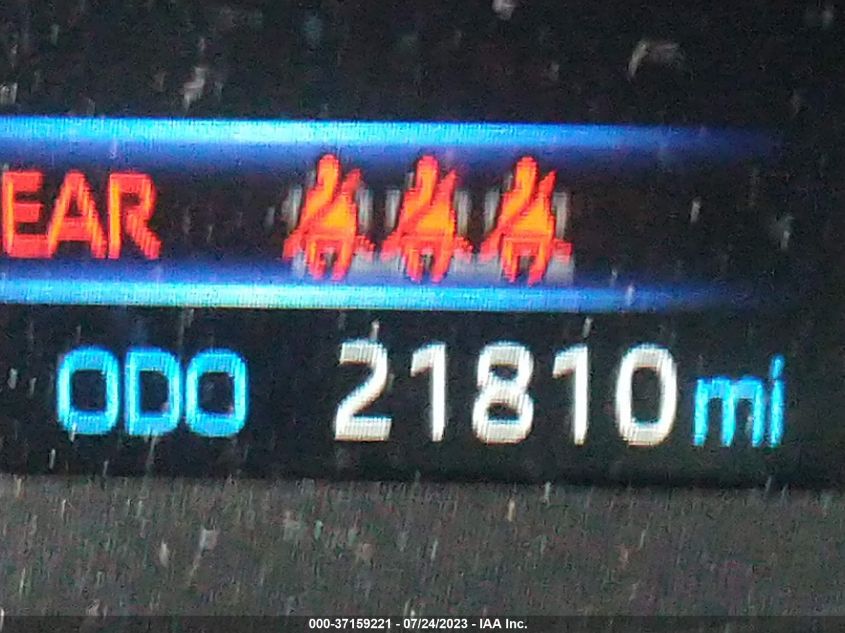 EAR
ODO 21810 mi
000-37159221 - 07/24/2023 - IAA Inc.